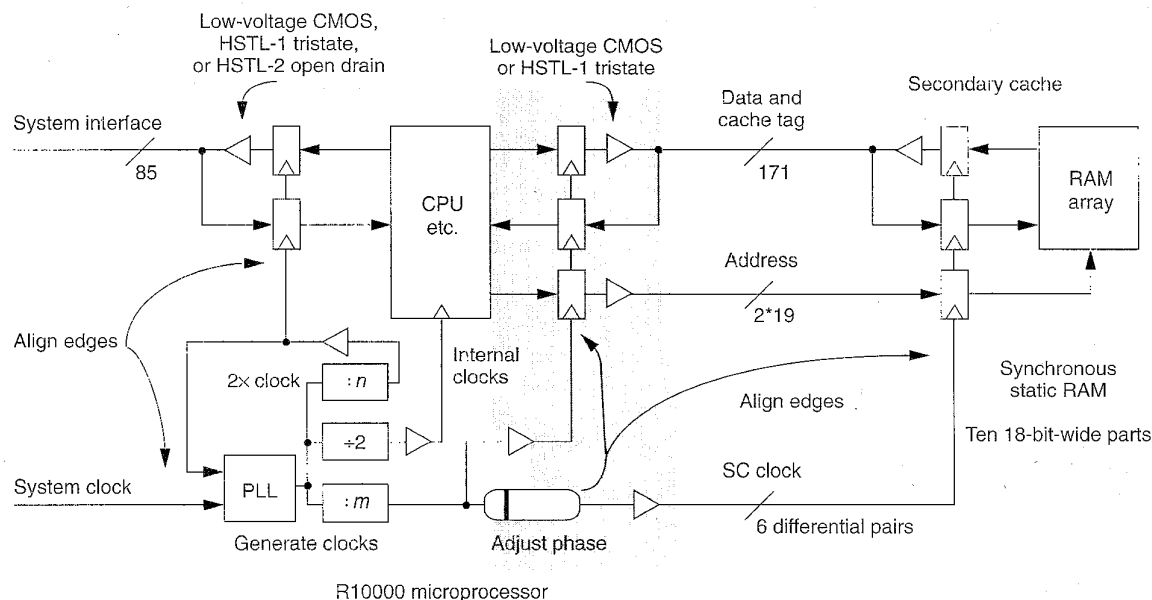 Low-voltage CMOS,
HSTL-1 tristate,
or HSTL-2 open drain
Low-voltage CMOS
or HSTL-1 tristate
System interface
85
Data and
cache tag
171
Secondary cache
CPU
etc.
RAM
array
Address
2*19
Align edges
2× clock
:n
Internal
clocks
Align edges
Synchronous
static RAM
÷2
Ten 18-bit-wide parts
System clock
PLL
:m
SC clock
6 differential pairs
Generate clocks
Adjust phase
R10000 microprocessor